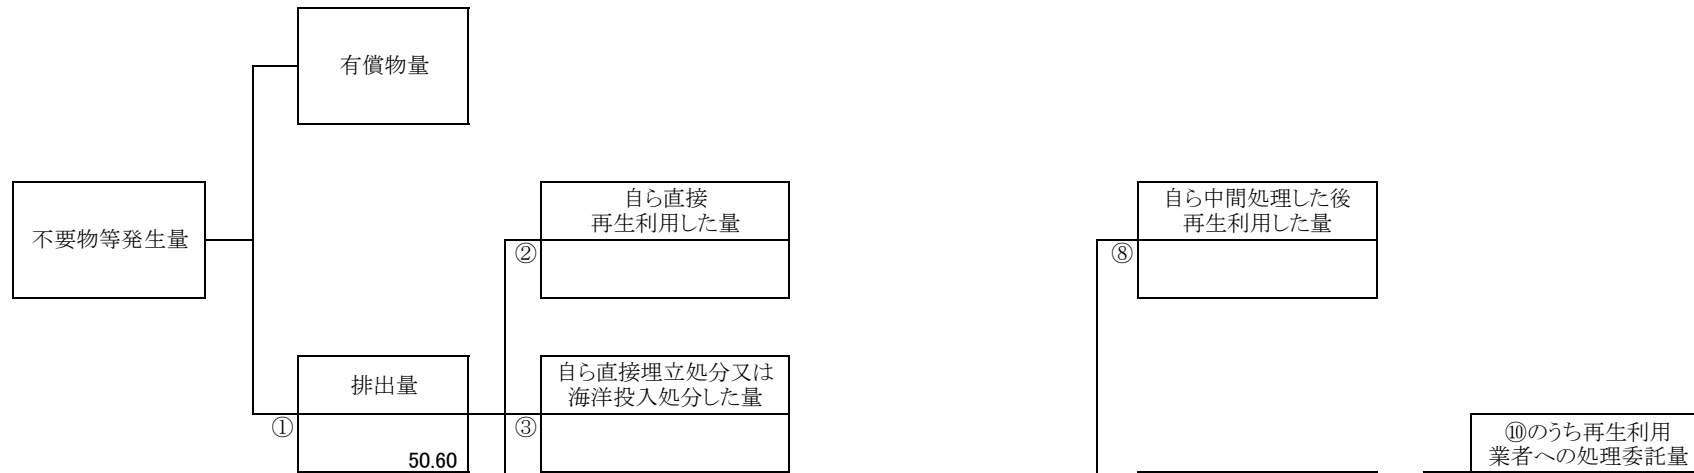 有償物量
不要物等発生量
自ら直接
再生利用した量
②
自ら中間処理した後
再生利用した量
⑧
排出量
①
50.60
自ら直接埋立処分又は
海洋投入処分した量
③
⑩のうち再生利用
業者への処理委託量